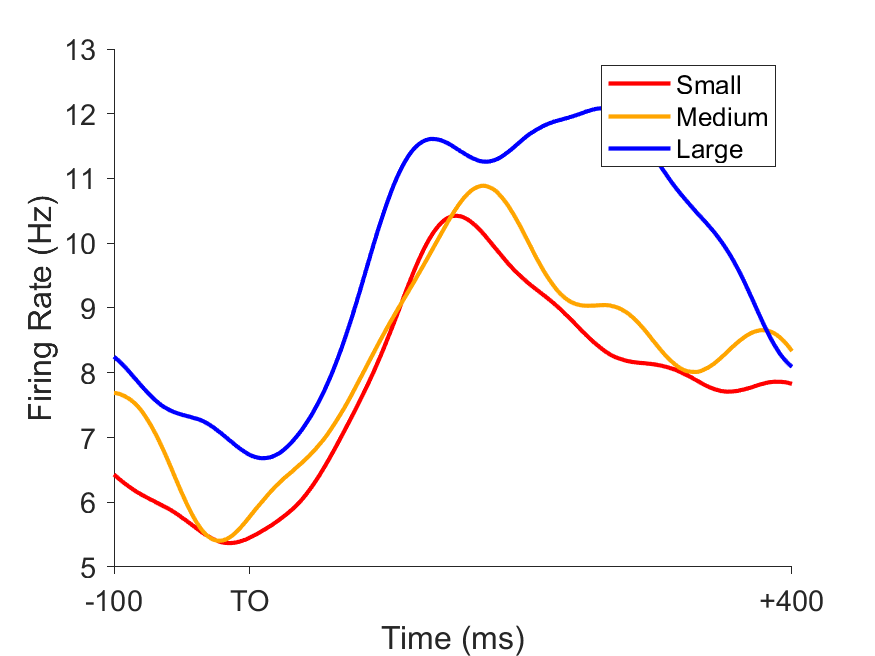 13
12
11
10
9
8
7
6
5
Firing Rate (Hz)
Small
Medium
Large
-100
TO
+400
Time (ms)